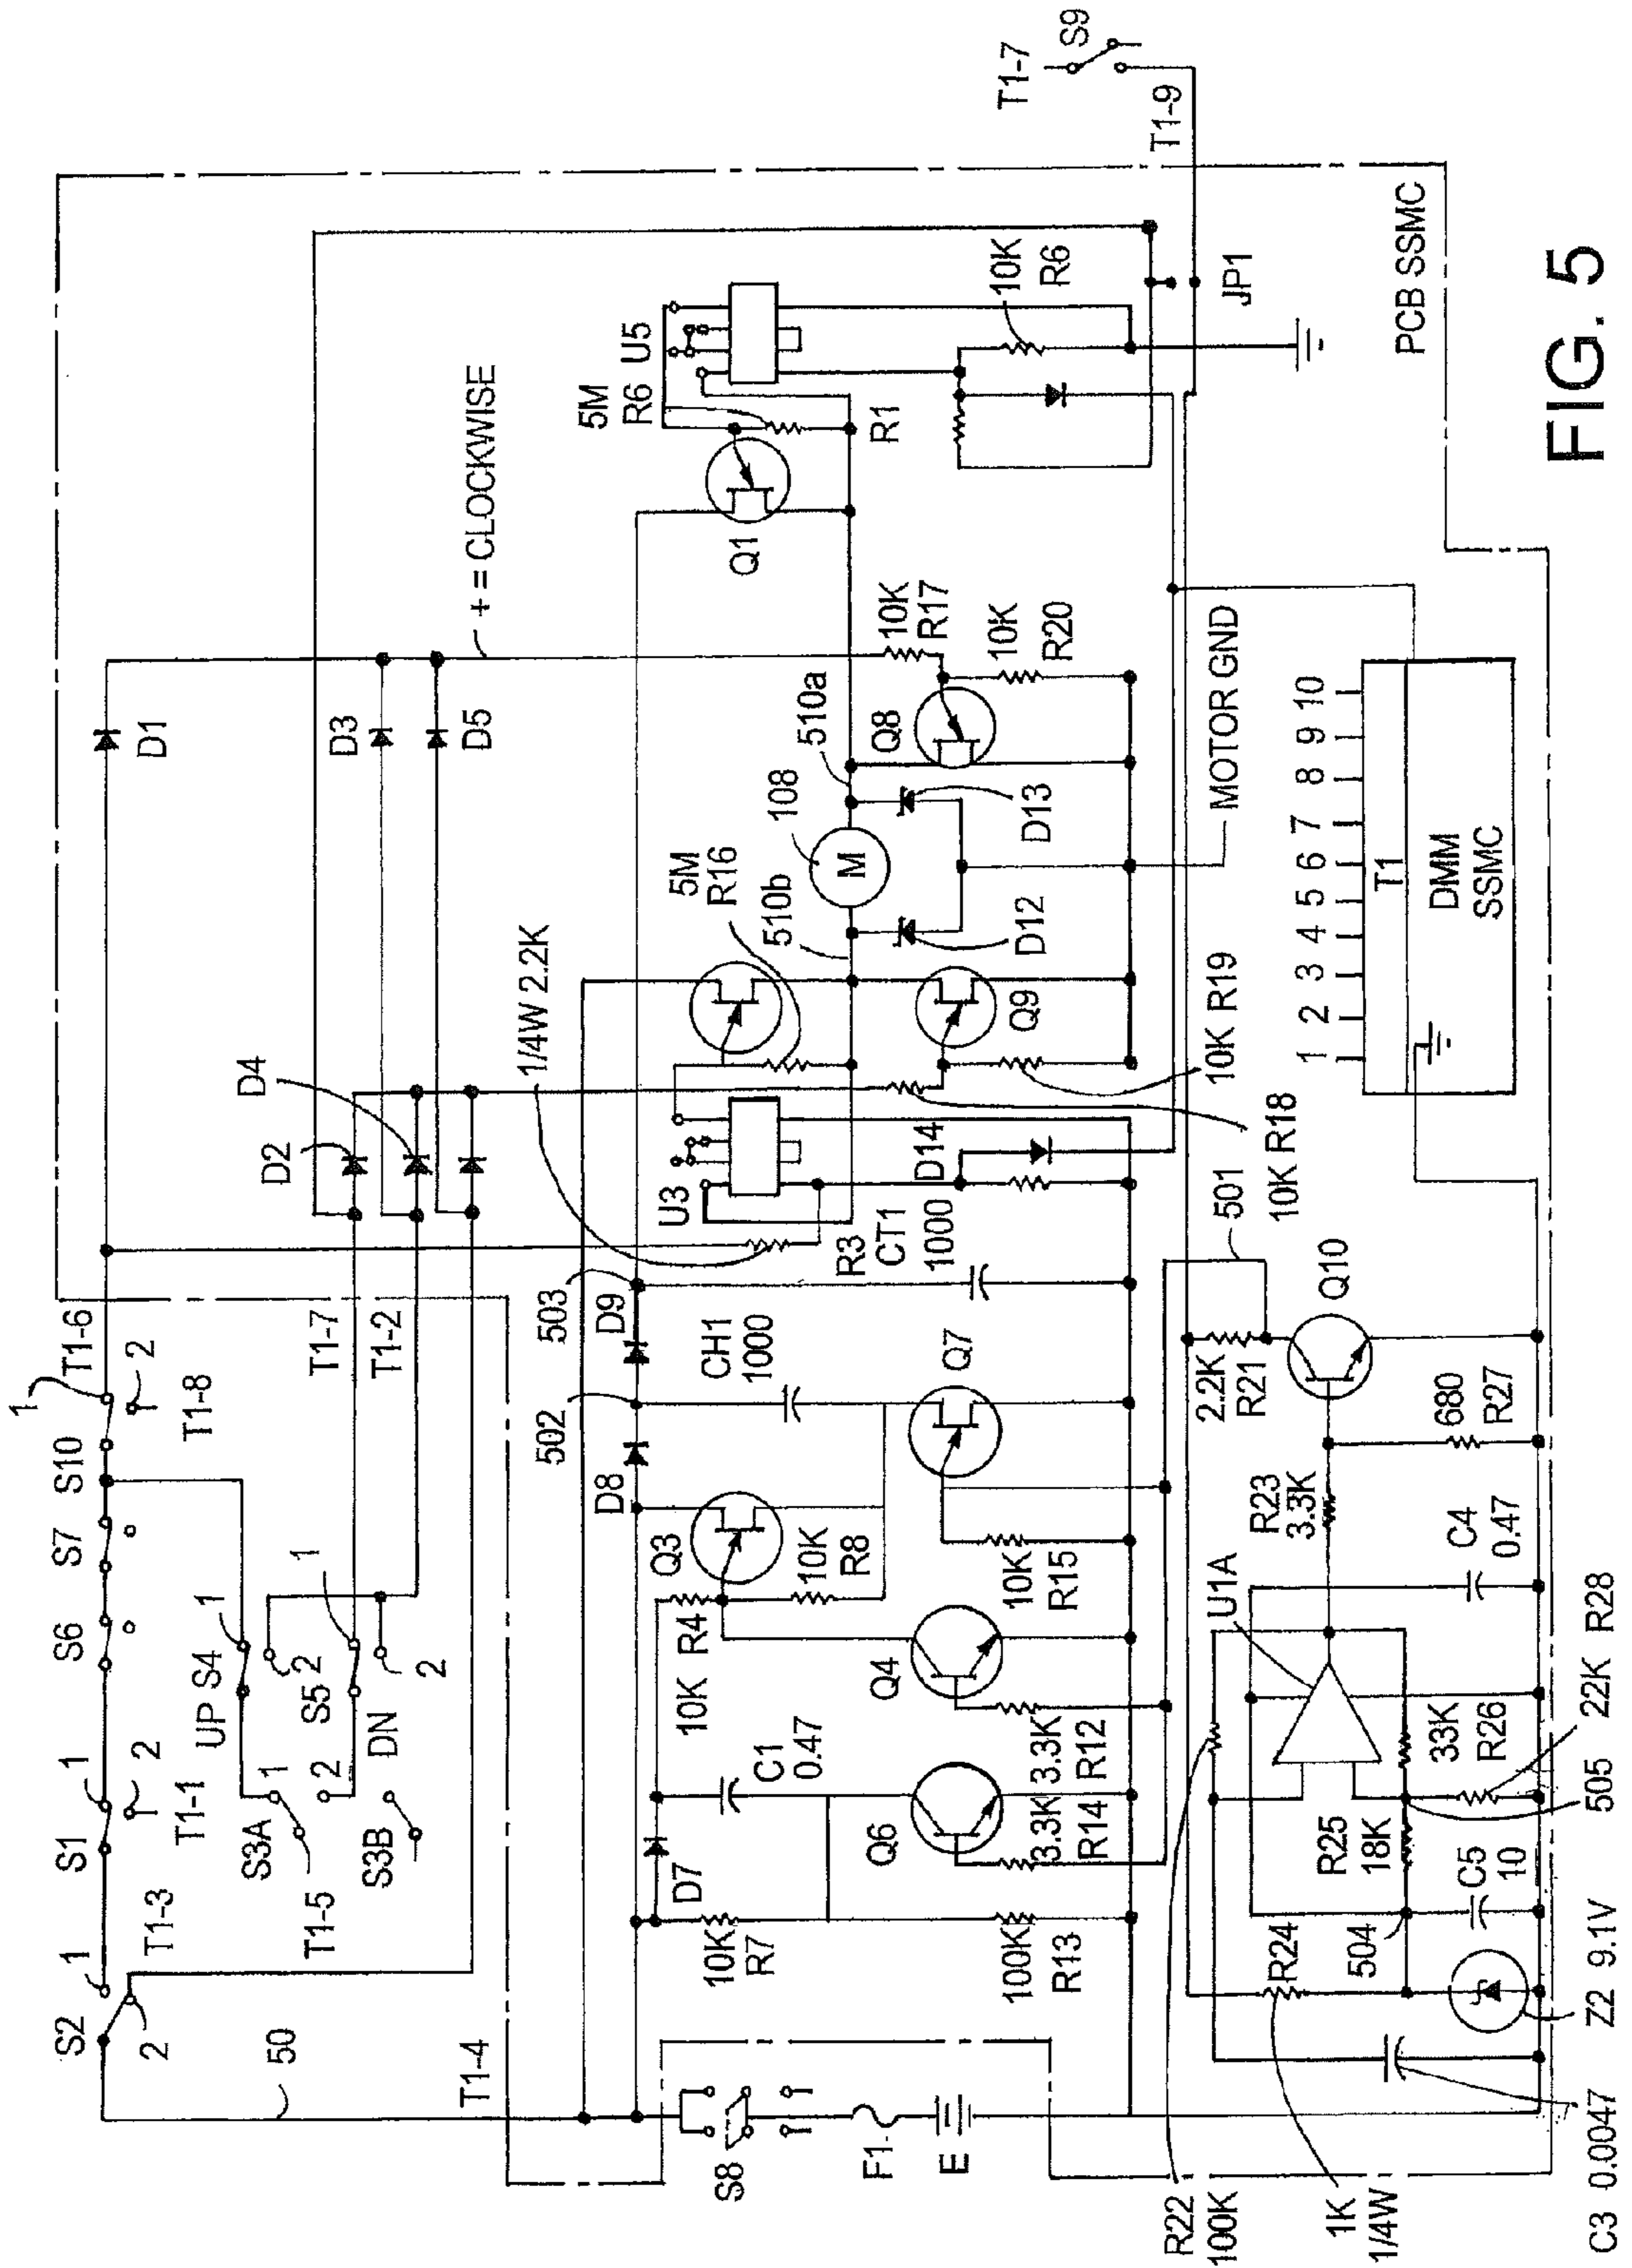 S2
1
2
50
T1-3
S1
1
2
T1-1
S6
S7
S10
1
2
T1-6
T1-8
D1
UP S4
1
2
S3A
1
2
T1-5
S5
1
2
DN
S3B
T1-7
T1-2
D2
D4
D3
D5
+ = CLOCKWISE
T1-4
S8
F1
E
D7
10K
R7
100K
R13
C1
0.47
Q6
3.3K
R14
10K R4
Q3
10K
R8
Q4
3.3K
R12
D8
502
D9
503
CH1
1000
Q7
10K
R15
R3
CT1
1000
U3
1/4W 2.2K
D14
5M
R16
510b
108
M
510a
D12
D13
Q9
10K R19
10K R18
Q8
10K
R17
10K
R20
MOTOR GND
Q1
5M
R6
U5
R1
10K
R6
JP1
T1-7
S9
T1-9
PCB SSMC
501
2.2K
R21
Q10
680
R27
R23
3.3K
U1A
C4
0.47
22K R28
33K
R26
505
R25
18K
C5
10
504
R24
Z2 9.1V
R22
100K
1K
1/4W
C3 0.0047
1 2 3 4 5 6 7 8 9 10
T1
DMM
SSMC
FIG. 5